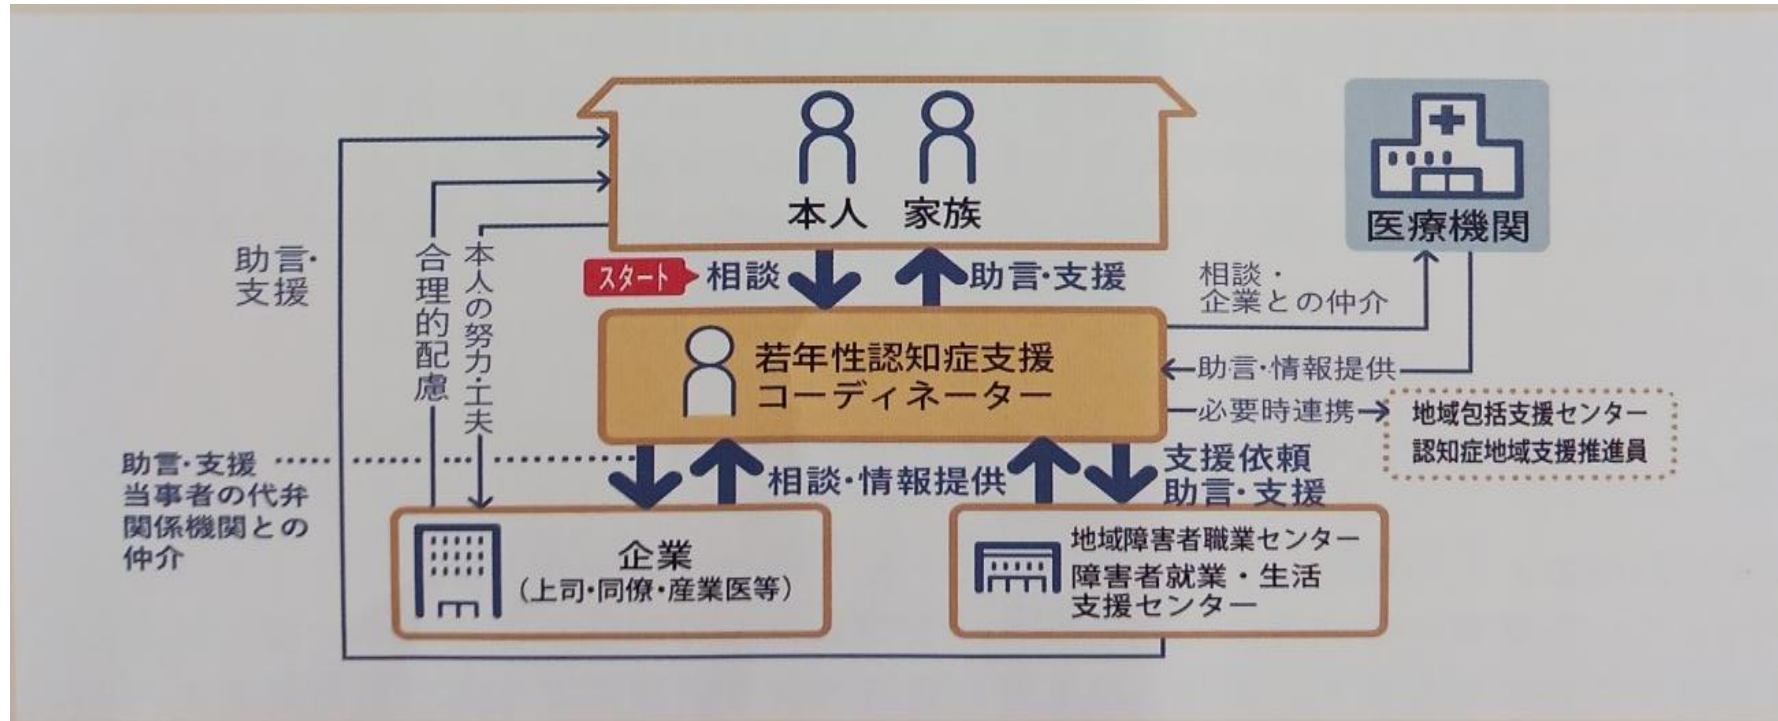 本人 家族
医療機関
スタート
相談
助言・支援
助言・
支援
合理的配慮
本人の努力・工夫
相談・
企業との仲介
若年性認知症支援
コーディネーター
助言・情報提供
必要時連携
地域包括支援センター
認知症地域支援推進員
助言・支援
当事者の代弁
関係機関との
仲介
相談・情報提供
支援依頼
助言・支援
企業
（上司・同僚・産業医等）
地域障害者職業センター
障害者就業・生活
支援センター